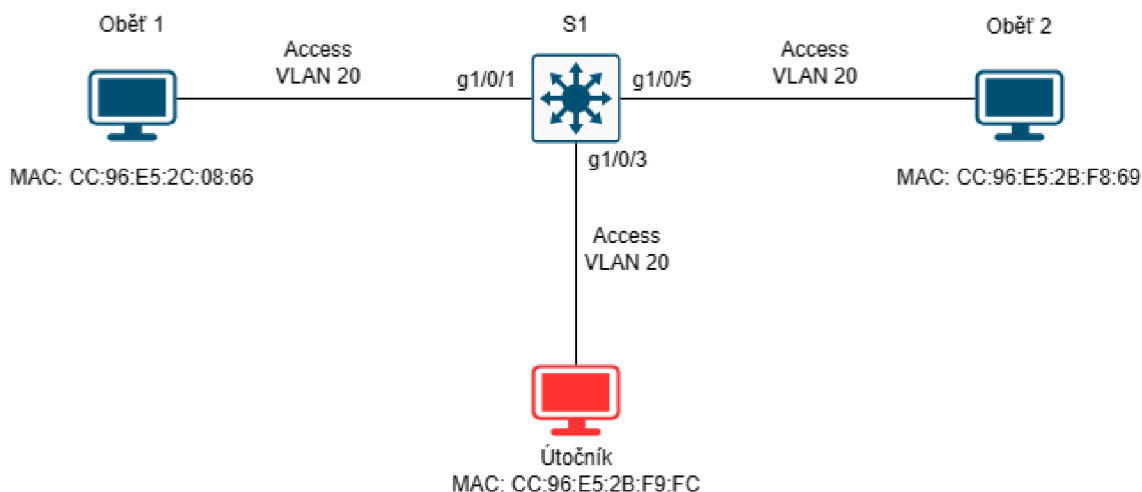 Oběť 1
S1
Oběť 2
Access
VLAN 20
Access
VLAN 20
g1/0/1
g1/0/5
g1/0/3
MAC: CC:96:E5:2C:08:66
MAC: CC:96:E5:2B:F8:69
Access
VLAN 20
Útočník
MAC: CC:96:E5:2B:F9:FC